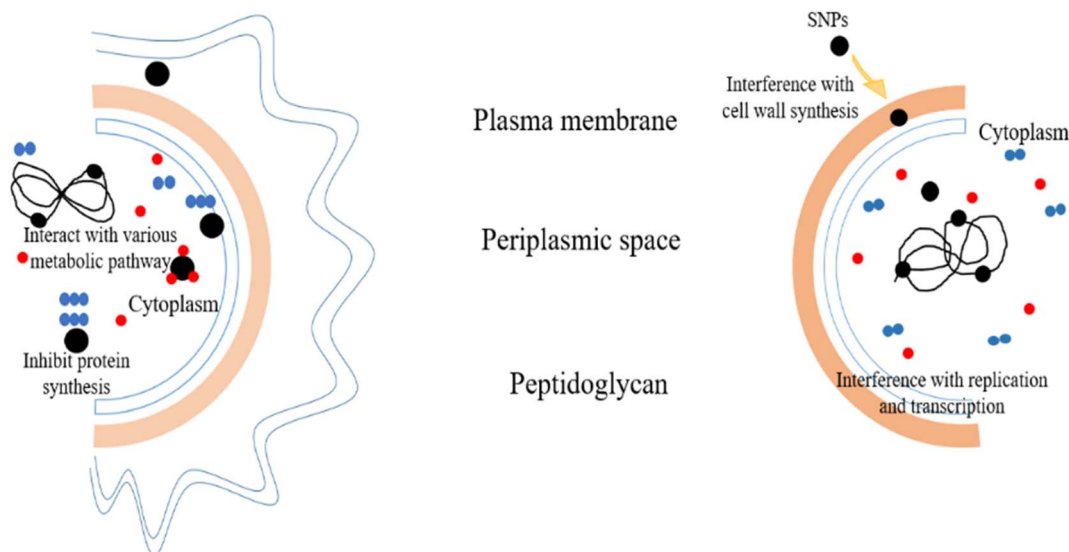 Interact with various
metabolic pathway
Cytoplasm
Inhibit protein
synthesis
Plasma membrane
Periplasmic space
Peptidoglycan
SNPs
Interference with
cell wall synthesis
Cytoplasm
Interference with replication
and transcription